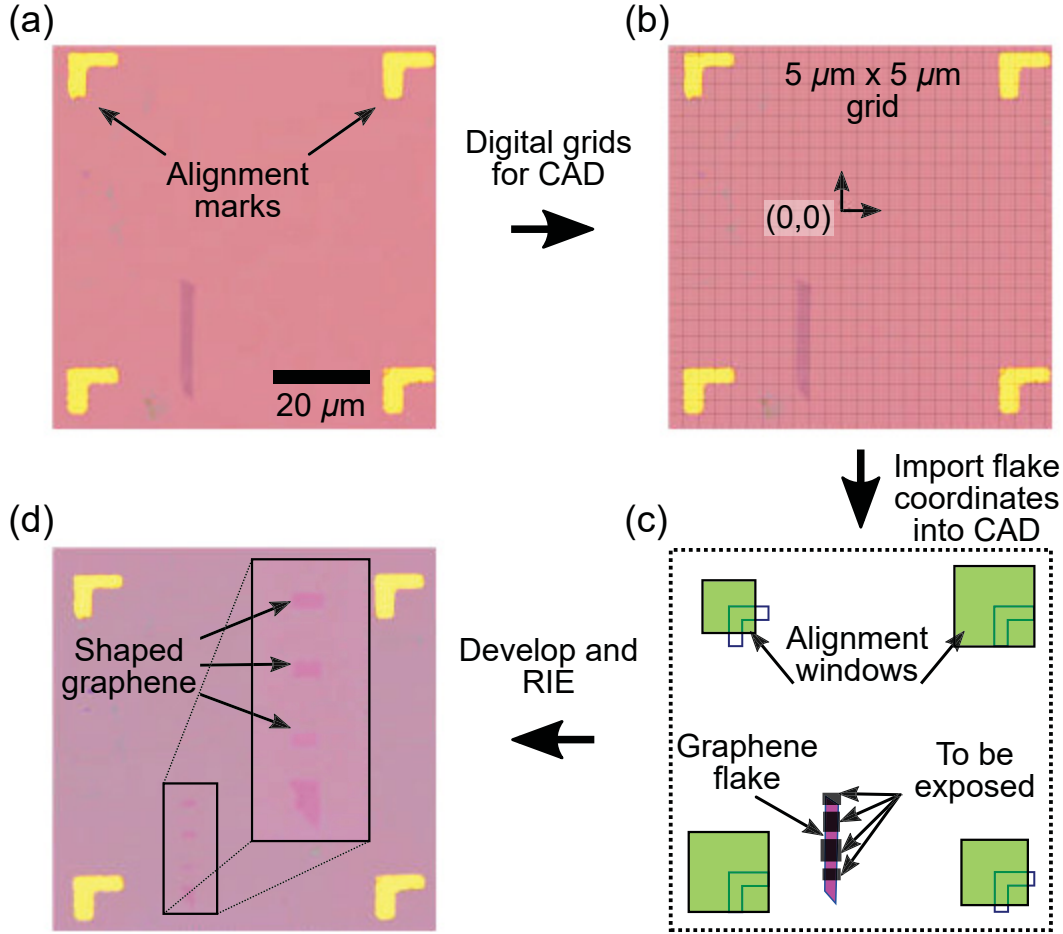 (a)
Alignment
marks
20 µm
Digital grids
for CAD
(b)
5 µm x 5 µm
grid
(0,0)
Import flake
coordinates
into CAD
(c)
Alignment
windows
Graphene
flake
To be
exposed
Develop and
RIE
(d)
Shaped
graphene